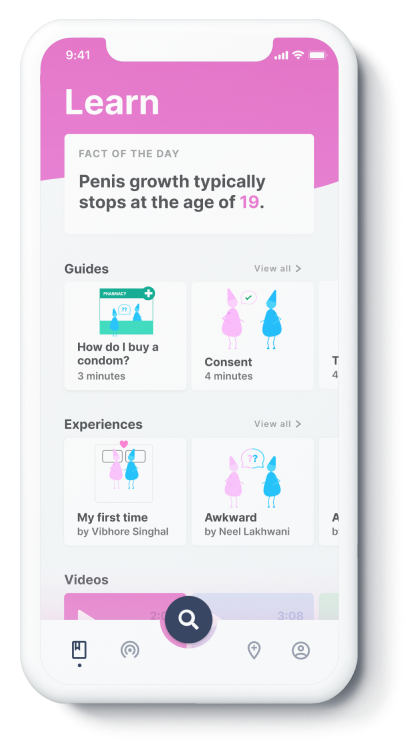 9:41
Learn
FACT OF THE DAY
Penis growth typically
stops at the age of 19.
Guides
View all >
PHARMACY
??
How do I buy a
condom?
3 minutes
Consent
4 minutes
T
4
Experiences
View all >
My first time
by Vibhore Singhal
??
Awkward
by Neel Lakhwani
A
b
Videos
3:08